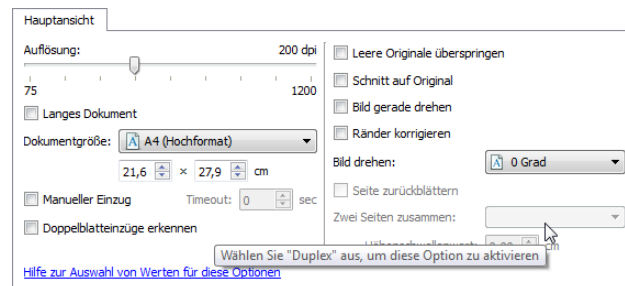 Hauptansicht
Auflösung: 200 dpi
75 1200
Langes Dokument
Dokumentgröße: A4 (Hochformat)
21,6 × 27,9 cm
Manueller Einzug Timeout: 0 sec
Doppelblatteinzüge erkennen
Hilfe zur Auswahl von Werten für diese Optionen
Leere Originale überspringen
Schnitt auf Original
Bild gerade drehen
Ränder korrigieren
Bild drehen: 0 Grad
Seite zurückblättern
Zwei Seiten zusammen:
cm
Wählen Sie "Duplex" aus, um diese Option zu aktivieren